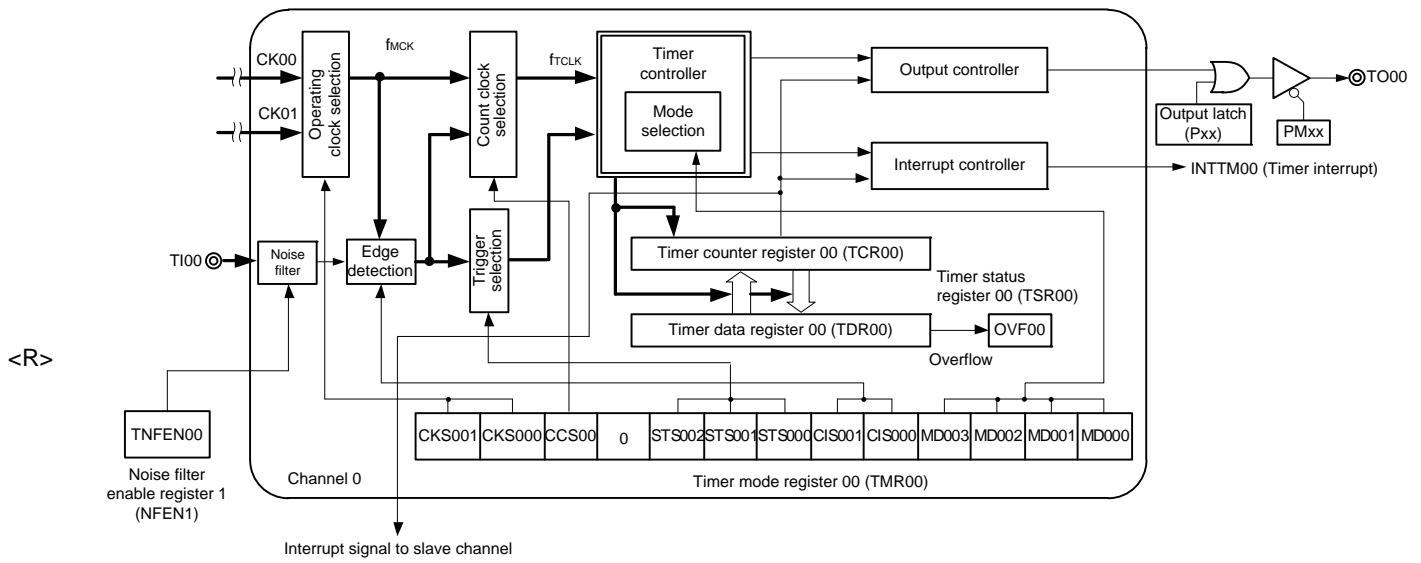 CK00
CK01
Operating
clock selection
fMCK
Count clock
selection
fTCLK
Timer
controller
Mode
selection
Output controller
Interrupt controller
Output latch
(Pxx)
PMxx
TO00
INTTM00 (Timer interrupt)
TI00
Noise
filter
Edge
detection
Trigger
selection
Timer counter register 00 (TCR00)
Timer status
register 00 (TSR00)
Timer data register 00 (TDR00)
OVF00
Overflow
<R>
TNFEN00
Noise filter
enable register 1
(NFEN1)
CKS001 CKS000 CCS00 0 STS002 STS001 STS000 CIS001 CIS000 MD003 MD002 MD001 MD000
Channel 0
Timer mode register 00 (TMR00)
Interrupt signal to slave channel